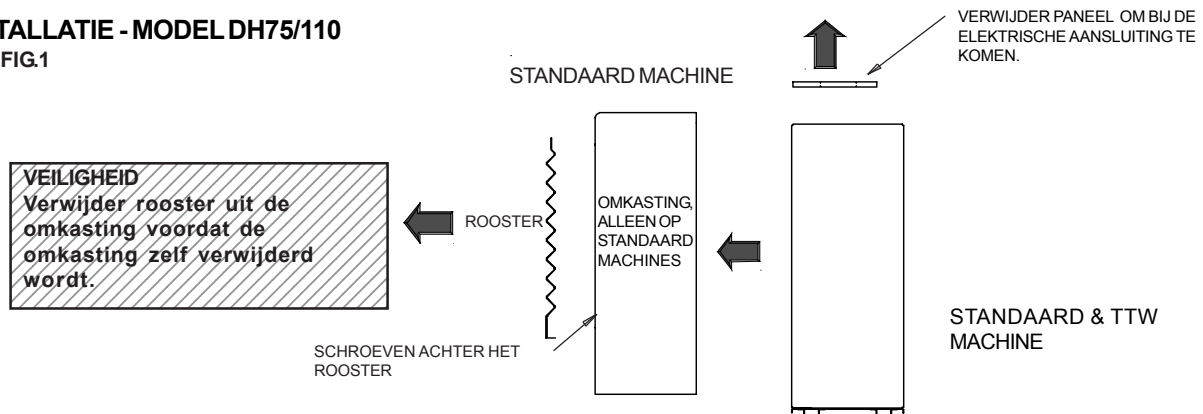 TALLATIE - MODEL DH75/110
FIG.1
STANDAARD MACHINE
VERWIJDER PANEEL OM BIJ DE
ELEKTRISCHE AANSLUITING TE
KOMEN.
VEILIGHEID
Verwijder rooster uit de
omkasting voordat de
omkasting zelf verwijderd
wordt.
ROOSTER
OMKASTING,
ALLEEN OP
STANDAARD
MACHINES
SCHROEVEN ACHTER HET
ROOSTER
STANDAARD & TTW
MACHINE